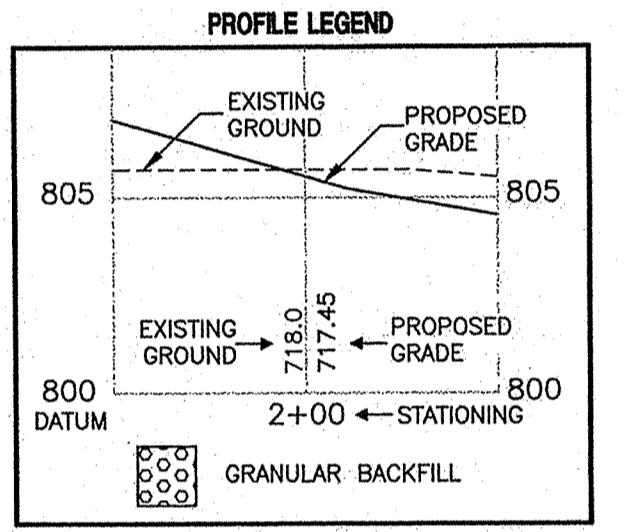 PROFILE LEGEND
EXISTING
GROUND
PROPOSED
GRADE
805
805
EXISTING
GROUND
718.0
717.45
PROPOSED
GRADE
800
800
DATUM
2+00
STATIONING
GRANULAR BACKFILL